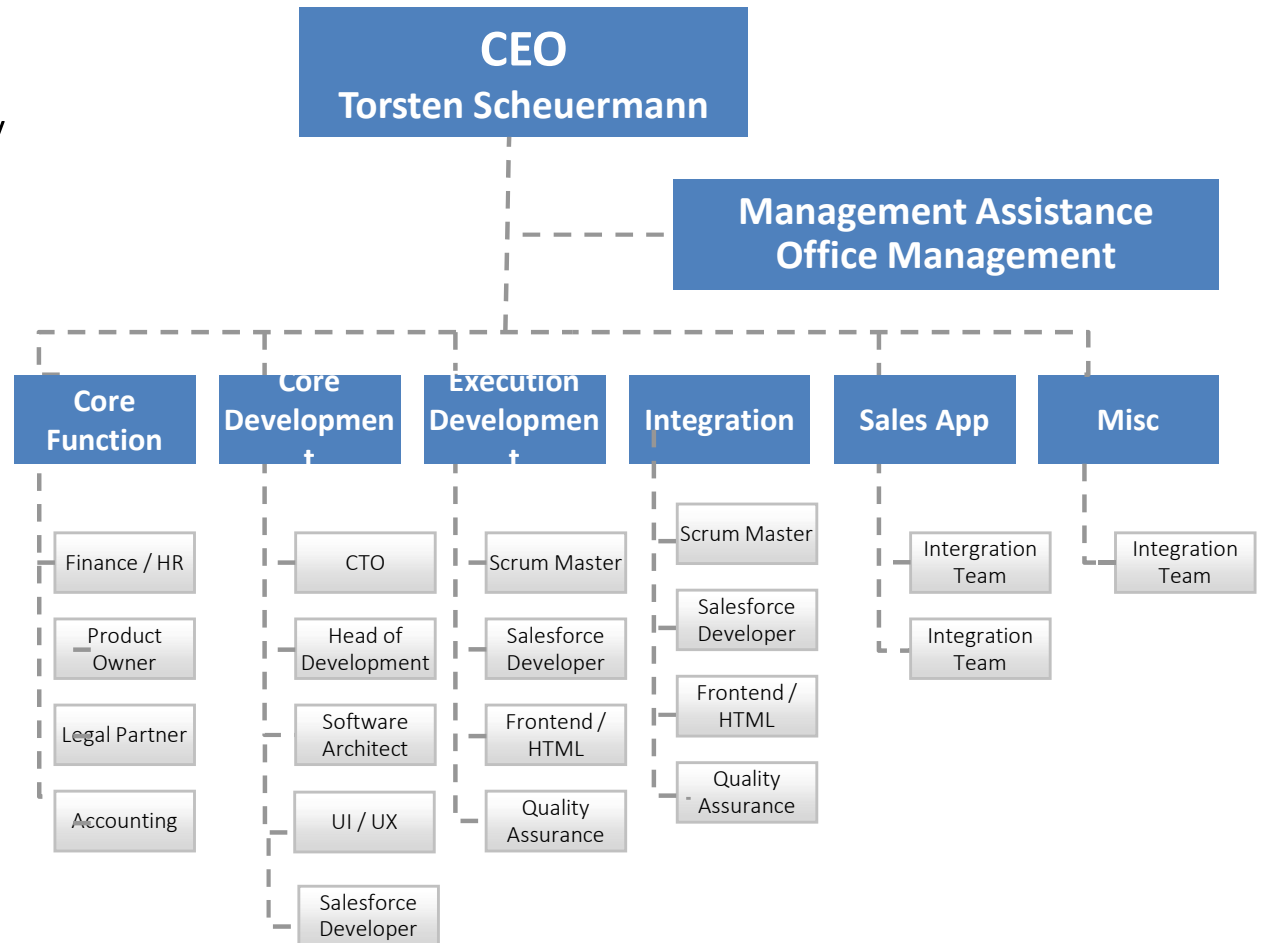 CEO
Torsten Scheuermann
y
Management Assistance
Office Management
Core
Function
Core
Developmen
t
Execution
Developmen
t
Integration
Sales App
Misc
Finance / HR
Product
Owner
Legal Partner
Accounting
CTO
Head of
Development
Software
Architect
UI / UX
Salesforce
Developer
Scrum Master
Salesforce
Developer
Frontend /
HTML
Quality
Assurance
Scrum Master
Salesforce
Developer
Frontend /
HTML
Quality
Assurance
Intergration
Team
Integration
Team
Integration
Team